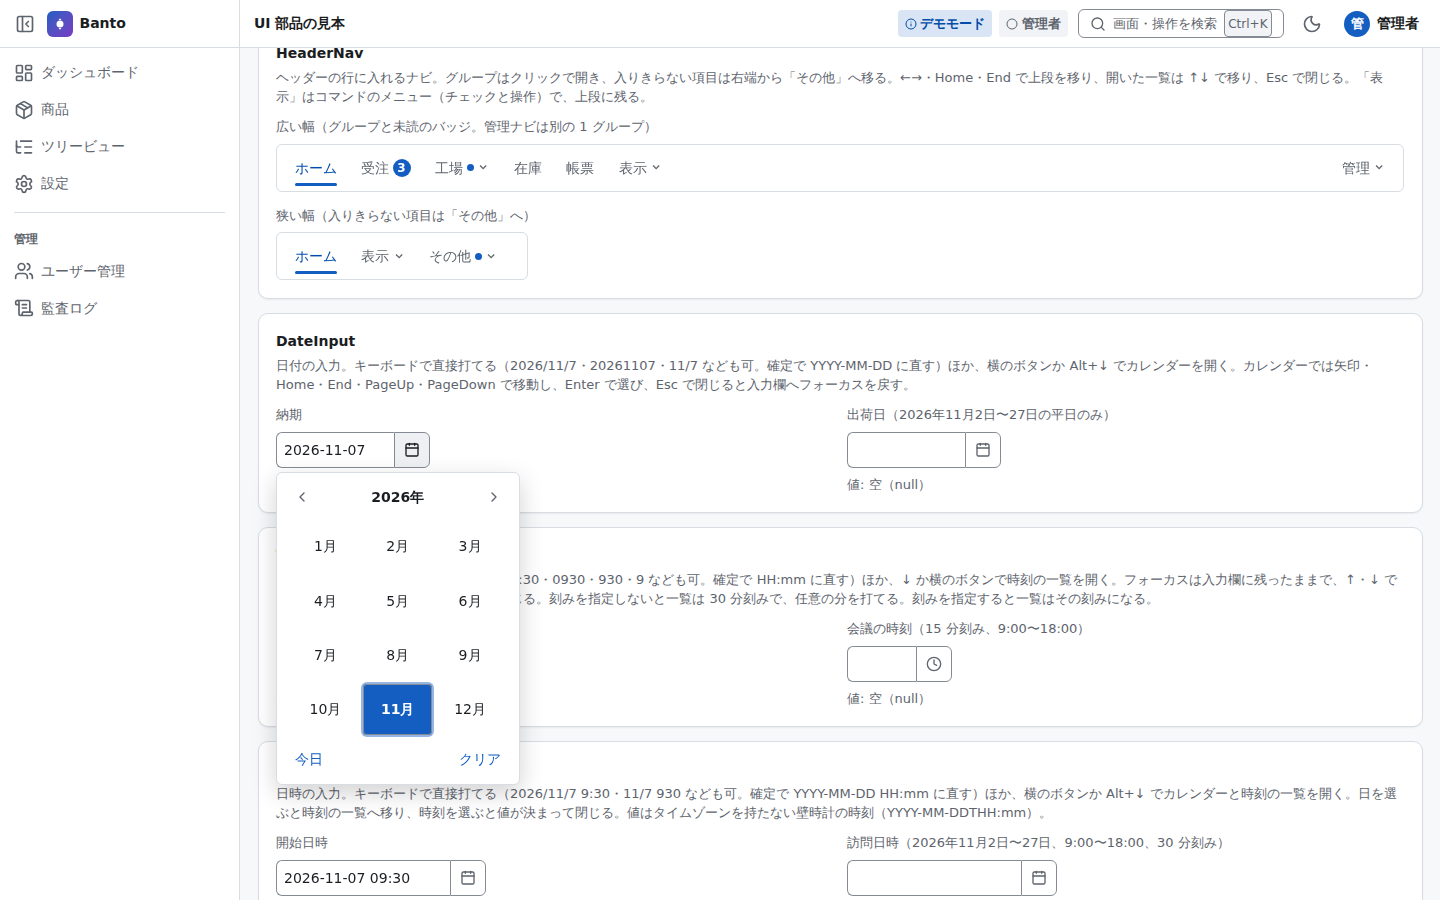 Banto
UI 部品の見本
デモモード
管理者
画面・操作を検索 Ctrl+K
管 管理者
ダッシュボード
商品
ツリービュー
設定
管理
ユーザー管理
監査ログ
HeaderNav
ヘッダーの行に入れるナビ。グループはクリックで開き、入りきらない項目は右端から「その他」へ移る。←→・Home・End で上段を移り、開いた一覧は ↑↓ で移り、Esc で閉じる。「表
示」はコマンドのメニュー（チェックと操作）で、上段に残る。
広い幅（グループと未読のバッジ。管理ナビは別の 1 グループ）
ホーム 受注 3 工場 在庫 帳票 表示 管理
狭い幅（入りきらない項目は「その他」へ）
ホーム 表示 その他
DateInput
日付の入力。キーボードで直接打てる（2026/11/7・20261107・11/7 なども可。確定で YYYY-MM-DD に直す）ほか、横のボタンか Alt+↓ でカレンダーを開く。カレンダーでは矢印・
Home・End・PageUp・PageDown で移動し、Enter で選び、Esc で閉じると入力欄へフォーカスを戻す。
納期
2026-11-07
出荷日（2026年11月2日〜27日の平日のみ）
値: 空（null）
2026年
1月 2月 3月
4月 5月 6月
7月 8月 9月
10月 11月 12月
今日 クリア
:30・0930・930・9 なども可。確定で HH:mm に直す）ほか、↓ か横のボタンで時刻の一覧を開く。フォーカスは入力欄に残ったままで、↑・↓ で
る。刻みを指定しないと一覧は 30 分刻みで、任意の分を打てる。刻みを指定すると一覧はその刻みになる。
会議の時刻（15 分刻み、9:00〜18:00）
値: 空（null）
日時の入力。キーボードで直接打てる（2026/11/7 9:30・11/7 930 なども可。確定で YYYY-MM-DD HH:mm に直す）ほか、横のボタンか Alt+↓ でカレンダーと時刻の一覧を開く。日を選
ぶと時刻の一覧へ移り、時刻を選ぶと値が決まって閉じる。値はタイムゾーンを持たない壁時計の時刻（YYYY-MM-DDTHH:mm）。
開始日時
2026-11-07 09:30
訪問日時（2026年11月2日〜27日、9:00〜18:00、30 分刻み）